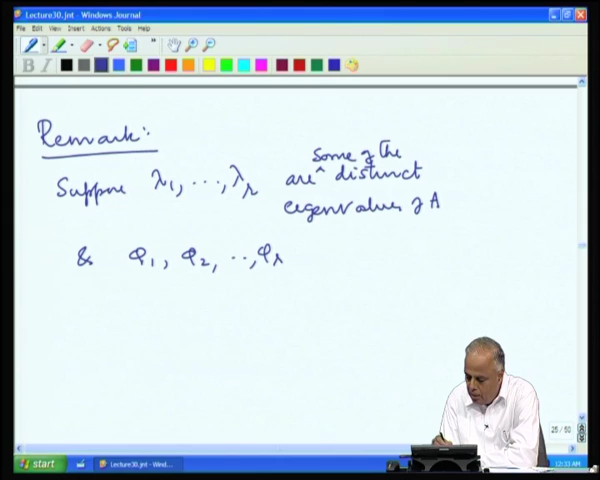 Lecture30.jnt - Windows Journal
File Edit View Insert Actions Tools Help
B I
Remark:
some of the
Suppose λ1, ..., λr are^ distinct
eigenvalues of A
& φ1, φ2, ..., φr
25 / 50
start
Lecture30.jnt - Wind...
12:33 AM